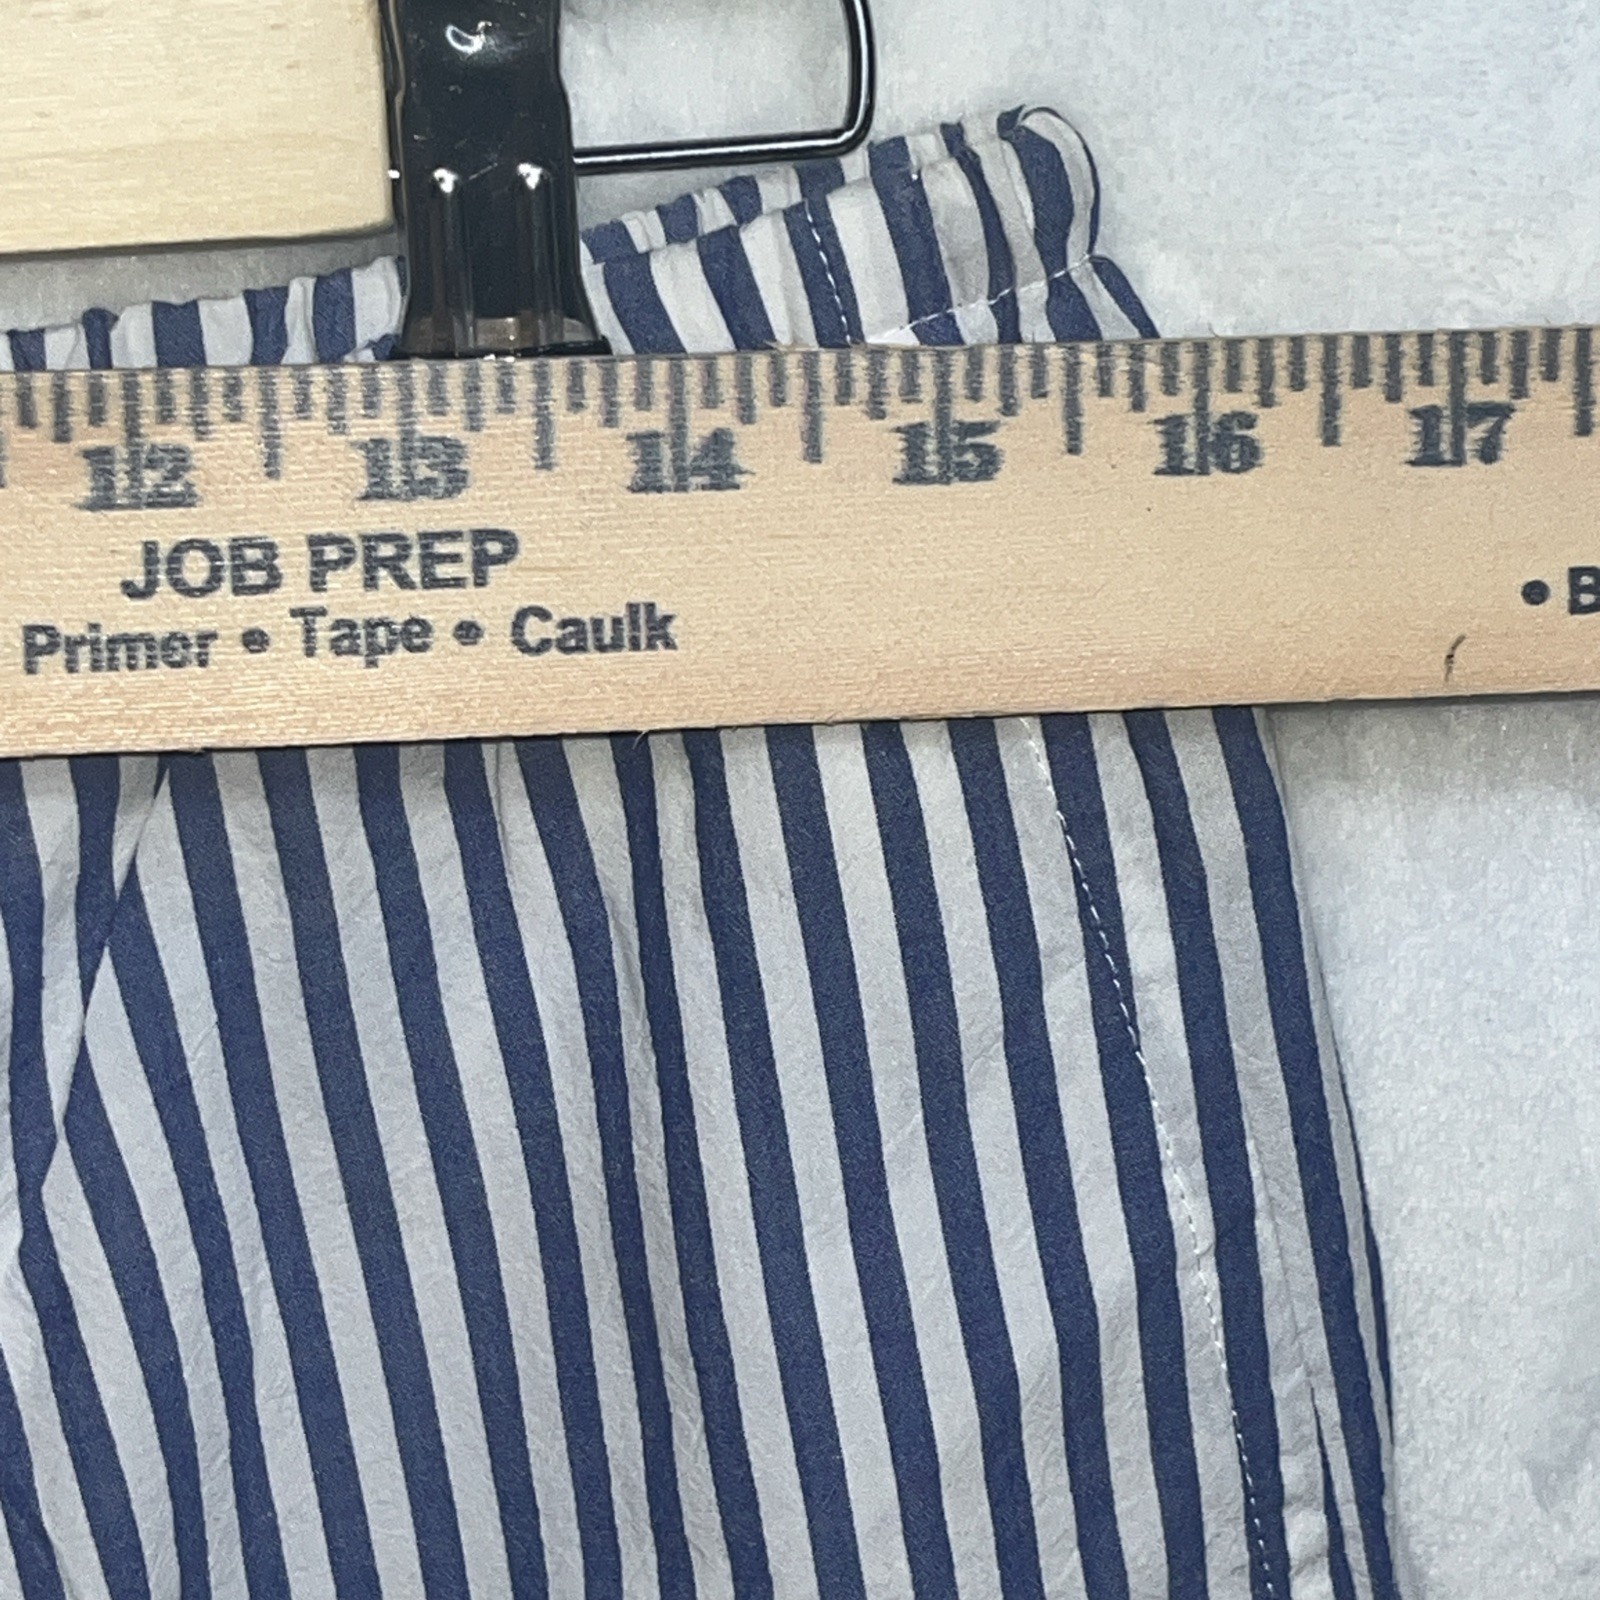 12 13 14 15 16 17
JOB PREP
Primer • Tape • Caulk
• B